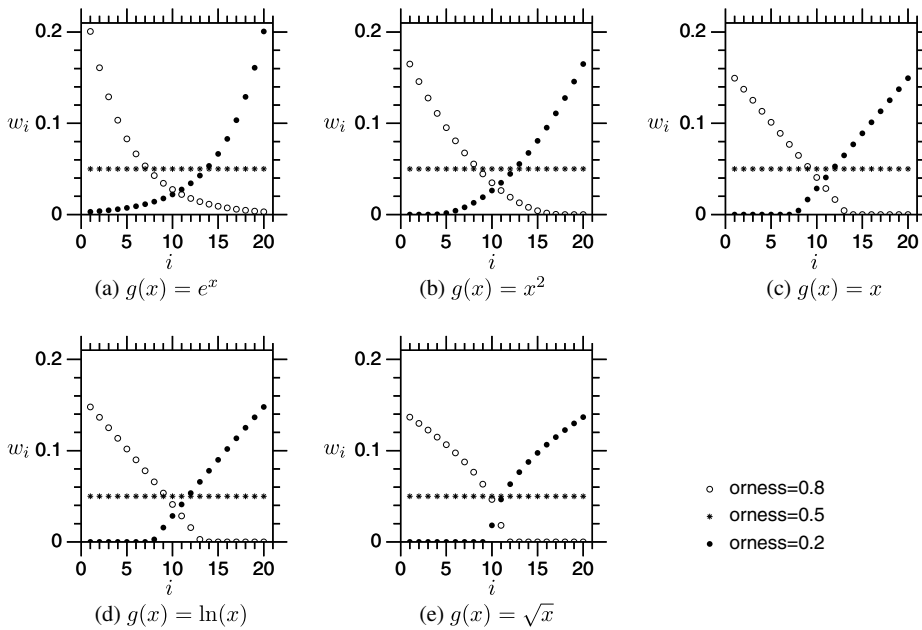 0.2
0.1
0
w_i
0 5 10 15 20
i
(a) g(x) = e^x
0.2
0.1
0
w_i
0 5 10 15 20
i
(b) g(x) = x^2
0.2
0.1
0
w_i
0 5 10 15 20
i
(c) g(x) = x
0.2
0.1
0
w_i
0 5 10 15 20
i
(d) g(x) = ln(x)
0.2
0.1
0
w_i
0 5 10 15 20
i
(e) g(x) = √x
orness=0.8
orness=0.5
orness=0.2